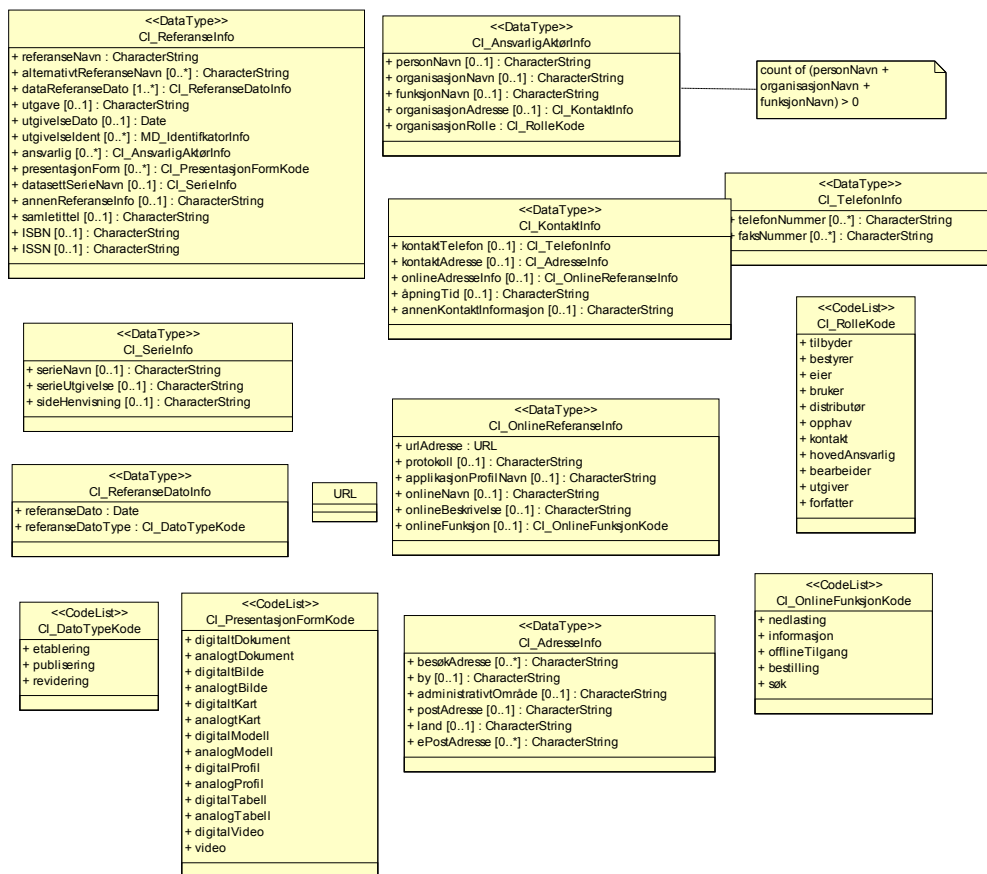 <<DataType>>
CI_ReferanseInfo
+ referanseNavn : CharacterString
+ alternativtReferanseNavn [0..*] : CharacterString
+ dataReferanseDato [1..*] : CI_ReferanseDatoInfo
+ utgave [0..1] : CharacterString
+ utgivelseDato [0..1] : Date
+ utgivelseIdent [0..*] : MD_IdentifkatorInfo
+ ansvarlig [0..*] : CI_AnsvarligAktørInfo
+ presentasjonForm [0..*] : CI_PresentasjonFormKode
+ datasettSerieNavn [0..1] : CI_SerieInfo
+ annenReferanseInfo [0..1] : CharacterString
+ samletittel [0..1] : CharacterString
+ ISBN [0..1] : CharacterString
+ ISSN [0..1] : CharacterString
<<DataType>>
CI_AnsvarligAktørInfo
+ personNavn [0..1] : CharacterString
+ organisasjonNavn [0..1] : CharacterString
+ funksjonNavn [0..1] : CharacterString
+ organisasjonAdresse [0..1] : CI_KontaktInfo
+ organisasjonRolle : CI_RolleKode
count of (personNavn +
organisasjonNavn +
funksjonNavn) > 0
<<DataType>>
CI_TelefonInfo
+ telefonNummer [0..*] : CharacterString
+ faksNummer [0..*] : CharacterString
<<DataType>>
CI_KontaktInfo
+ kontaktTelefon [0..1] : CI_TelefonInfo
+ kontaktAdresse [0..1] : CI_AdresseInfo
+ onlineAdresseInfo [0..1] : CI_OnlineReferanseInfo
+ åpningTid [0..1] : CharacterString
+ annenKontaktInformasjon [0..1] : CharacterString
<<CodeList>>
CI_RolleKode
+ tilbyder
+ bestyrer
+ eier
+ bruker
+ distributør
+ opphav
+ kontakt
+ hovedAnsvarlig
+ bearbeider
+ utgiver
+ forfatter
<<DataType>>
CI_SerieInfo
+ serieNavn [0..1] : CharacterString
+ serieUtgivelse [0..1] : CharacterString
+ sideHenvisning [0..1] : CharacterString
<<DataType>>
CI_OnlineReferanseInfo
+ urlAdresse : URL
+ protokoll [0..1] : CharacterString
+ applikasjonProfilNavn [0..1] : CharacterString
+ onlineNavn [0..1] : CharacterString
+ onlineBeskrivelse [0..1] : CharacterString
+ onlineFunksjon [0..1] : CI_OnlineFunksjonKode
<<DataType>>
CI_ReferanseDatoInfo
+ referanseDato : Date
+ referanseDatoType : CI_DatoTypeKode
URL
<<CodeList>>
CI_DatoTypeKode
+ etablering
+ publisering
+ revidering
<<CodeList>>
CI_PresentasjonFormKode
+ digitaltDokument
+ analogtDokument
+ digitaltBilde
+ analogtBilde
+ digitaltKart
+ analogtKart
+ digitalModell
+ analogModell
+ digitalProfil
+ analogProfil
+ digitalTabell
+ analogTabell
+ digitalVideo
+ video
<<DataType>>
CI_AdresseInfo
+ besøkAdresse [0..*] : CharacterString
+ by [0..1] : CharacterString
+ administrativtOmråde [0..1] : CharacterString
+ postAdresse [0..1] : CharacterString
+ land [0..1] : CharacterString
+ ePostAdresse [0..*] : CharacterString
<<CodeList>>
CI_OnlineFunksjonKode
+ nedlasting
+ informasjon
+ offlineTilgang
+ bestilling
+ søk